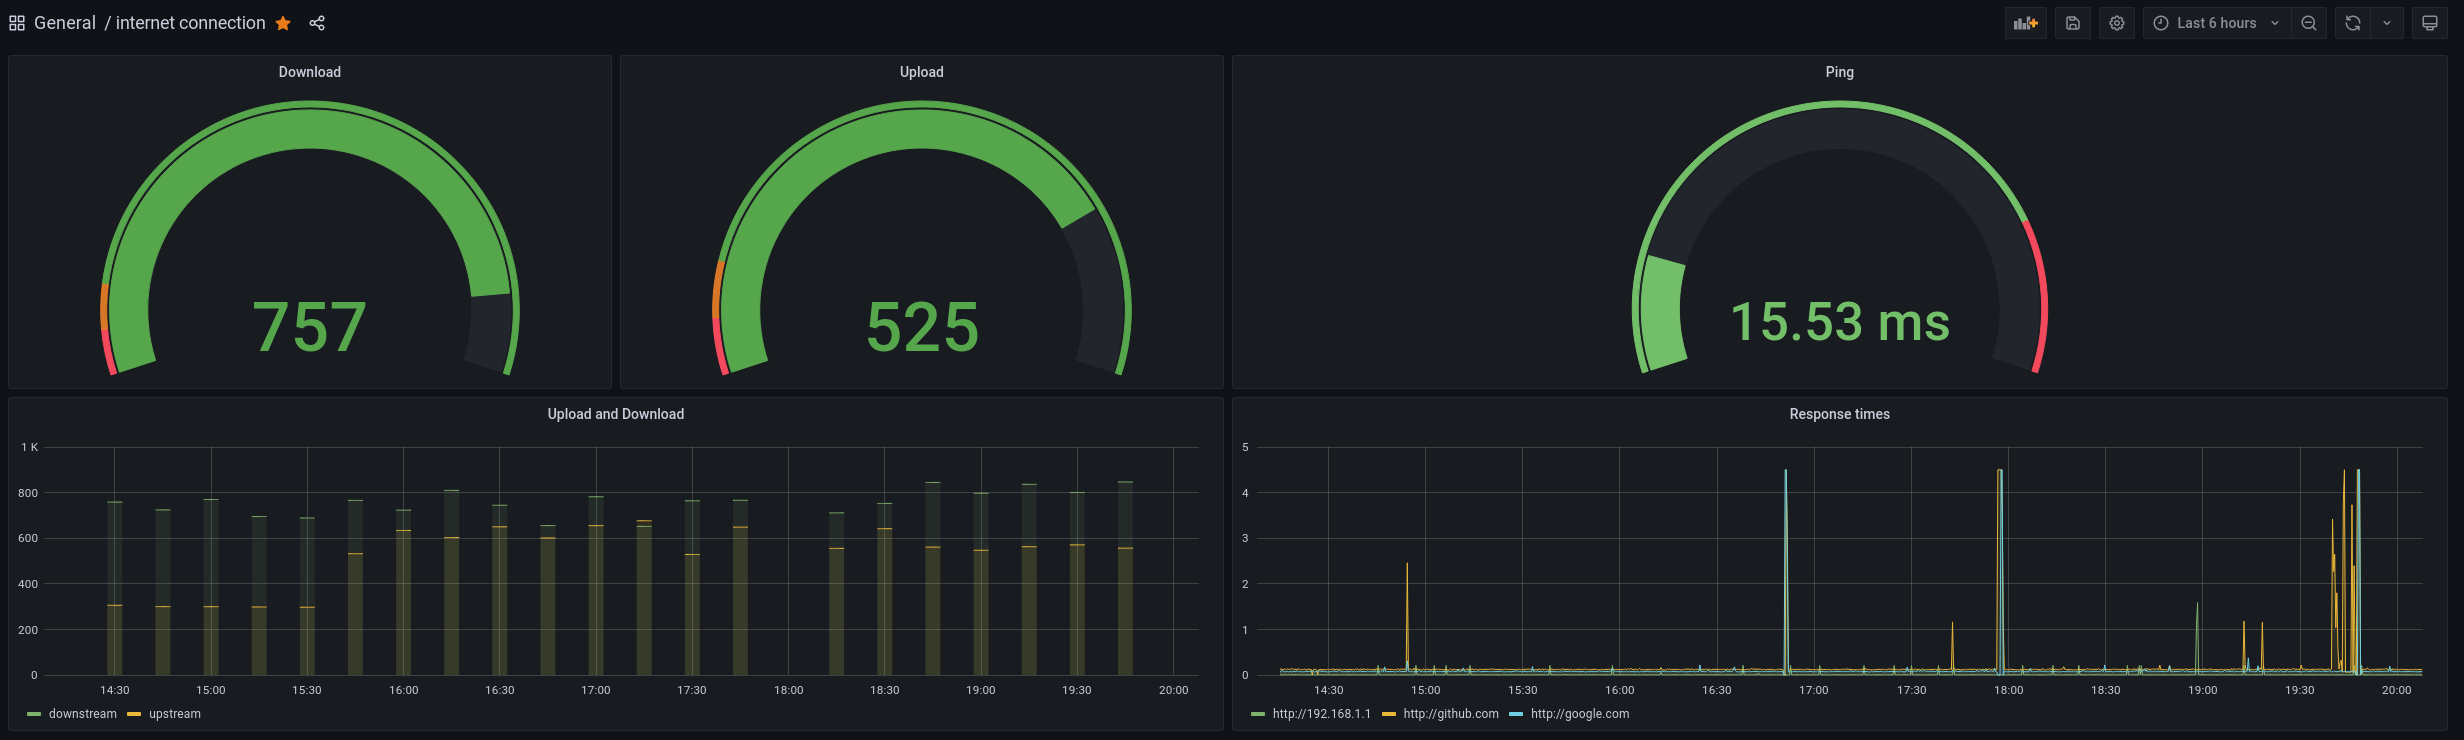 General / internet connection
Last 6 hours
Download
757
Upload
525
Ping
15.53 ms
Upload and Download
1 K
800
600
400
200
0
14:30 15:00 15:30 16:00 16:30 17:00 17:30 18:00 18:30 19:00 19:30 20:00
downstream upstream
Response times
5
4
3
2
1
0
14:30 15:00 15:30 16:00 16:30 17:00 17:30 18:00 18:30 19:00 19:30 20:00
http://192.168.1.1 http://github.com http://google.com